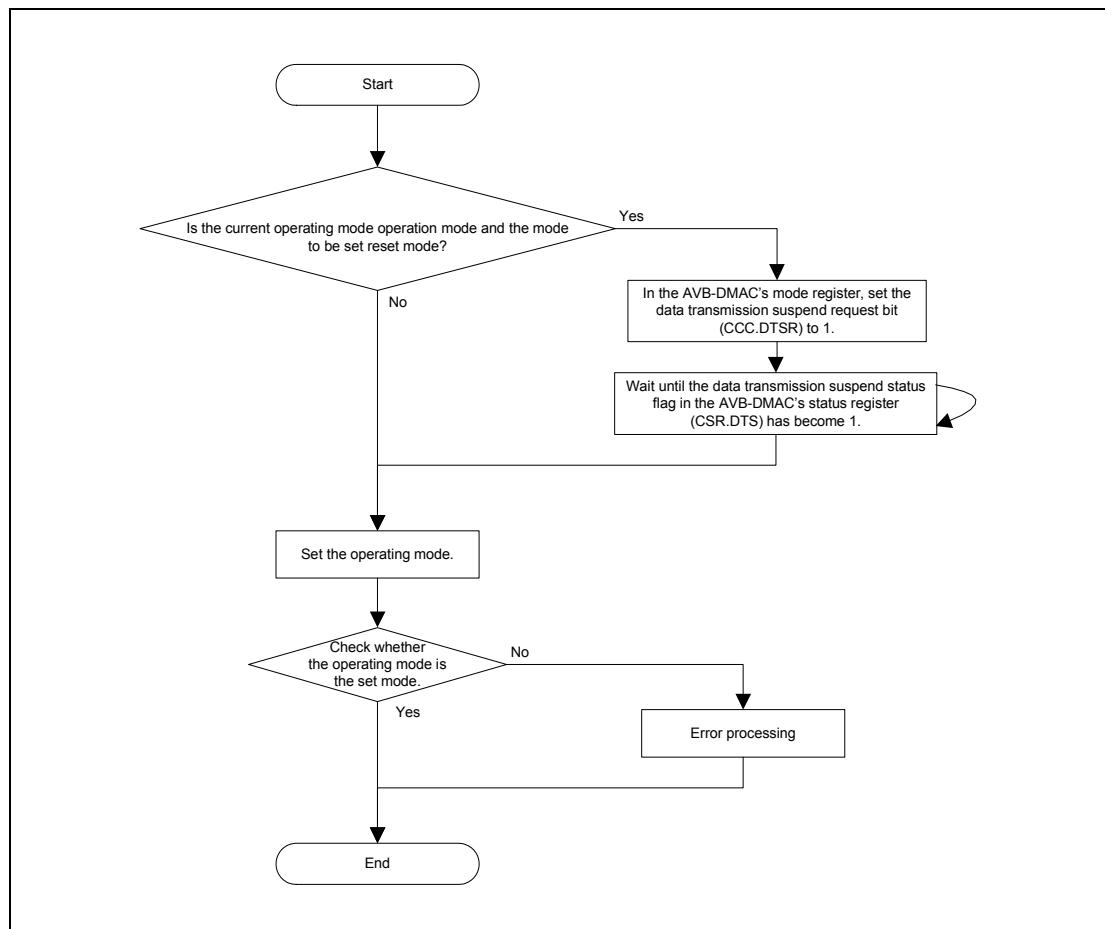 Start
Is the current operating mode operation mode and the mode
to be set reset mode?
Yes
No
In the AVB-DMAC's mode register, set the
data transmission suspend request bit
(CCC.DTSR) to 1.
Wait until the data transmission suspend status
flag in the AVB-DMAC's status register
(CSR.DTS) has become 1.
Set the operating mode.
Check whether
the operating mode is
the set mode.
No
Yes
Error processing
End